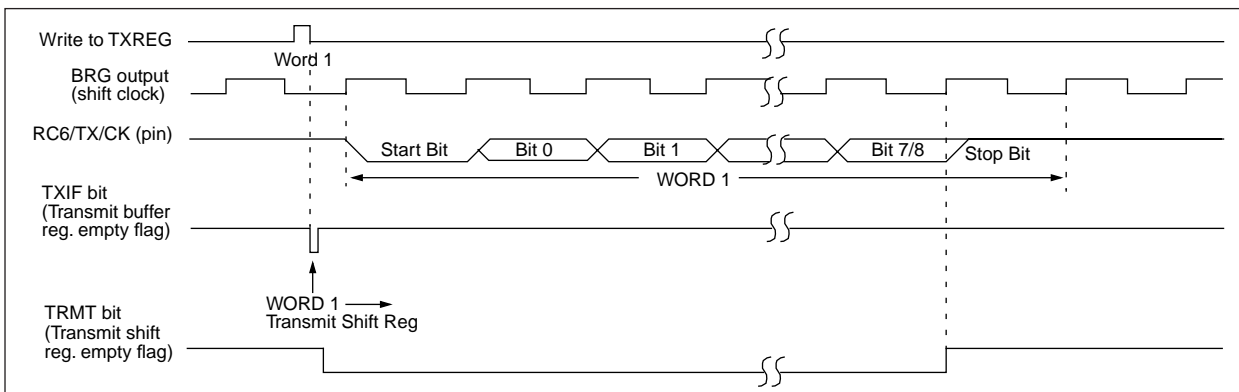 Write to TXREG
Word 1
BRG output
(shift clock)
RC6/TX/CK (pin)
Start Bit
Bit 0
Bit 1
Bit 7/8
Stop Bit
WORD 1
TXIF bit
(Transmit buffer
reg. empty flag)
WORD 1
Transmit Shift Reg
TRMT bit
(Transmit shift
reg. empty flag)